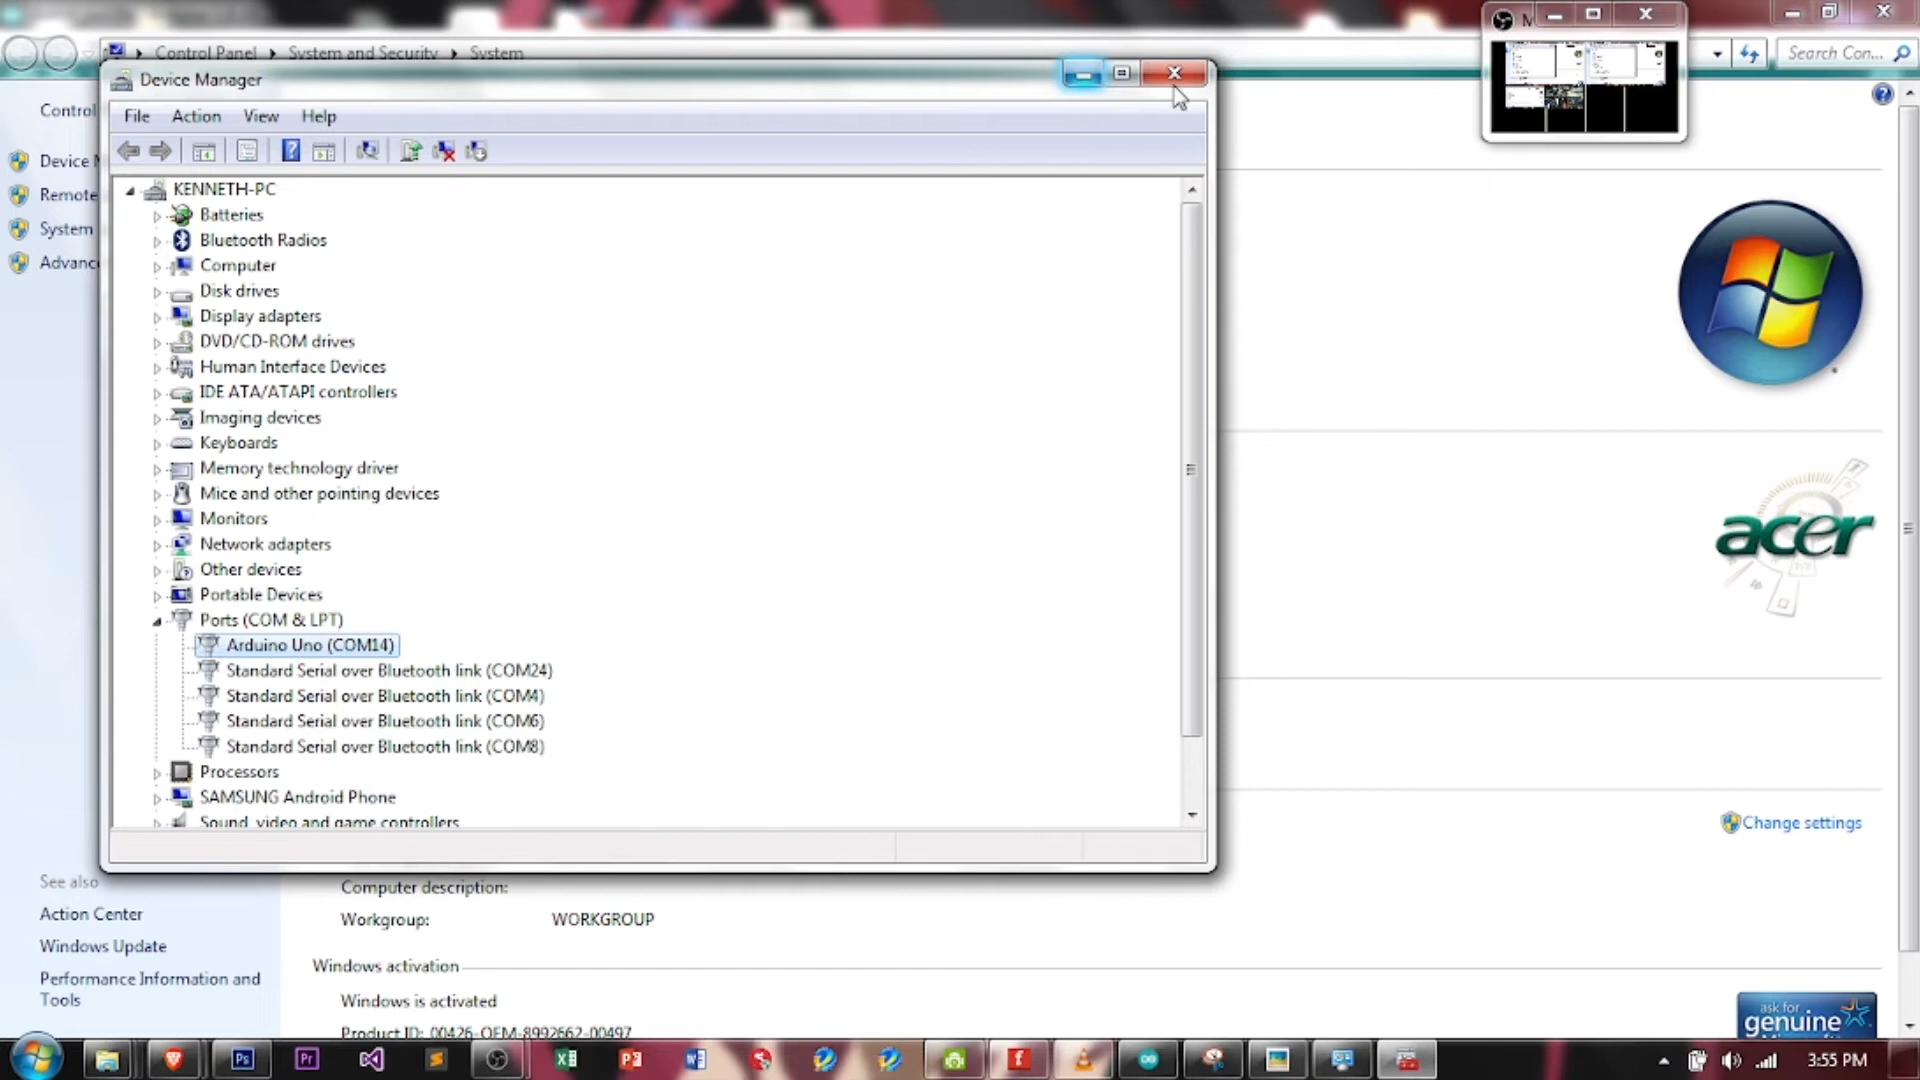 Control Panel
System and Security
System
Search Con...
Device Manager
File
Action
View
Help
Control
Device M
Remote
System
Advanc
KENNETH-PC
Batteries
Bluetooth Radios
Computer
Disk drives
Display adapters
DVD/CD-ROM drives
Human Interface Devices
IDE ATA/ATAPI controllers
Imaging devices
Keyboards
Memory technology driver
Mice and other pointing devices
Monitors
Network adapters
Other devices
Portable Devices
Ports (COM & LPT)
Arduino Uno (COM14)
Standard Serial over Bluetooth link (COM24)
Standard Serial over Bluetooth link (COM4)
Standard Serial over Bluetooth link (COM6)
Standard Serial over Bluetooth link (COM8)
Processors
SAMSUNG Android Phone
Sound, video and game controllers
acer
Change settings
See also
Action Center
Windows Update
Performance Information and
Tools
Computer description:
Workgroup: WORKGROUP
Windows activation
Windows is activated
Product ID: 00426-OEM-8992662-00497
ask for
genuine
Ps
Pr
3:55 PM